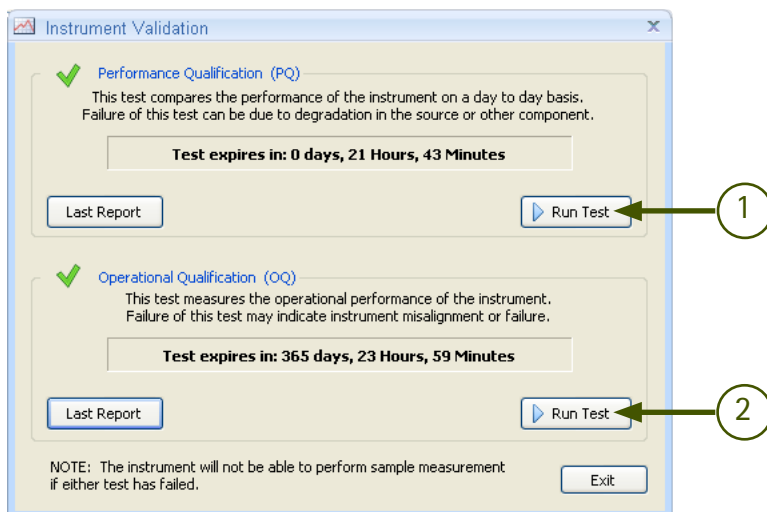 Instrument Validation
Performance Qualification (PQ)
This test compares the performance of the instrument on a day to day basis.
Failure of this test can be due to degradation in the source or other component.
Test expires in: 0 days, 21 Hours, 43 Minutes
Last Report
Run Test
1
Operational Qualification (OQ)
This test measures the operational performance of the instrument.
Failure of this test may indicate instrument misalignment or failure.
Test expires in: 365 days, 23 Hours, 59 Minutes
Last Report
Run Test
2
NOTE: The instrument will not be able to perform sample measurement
if either test has failed.
Exit